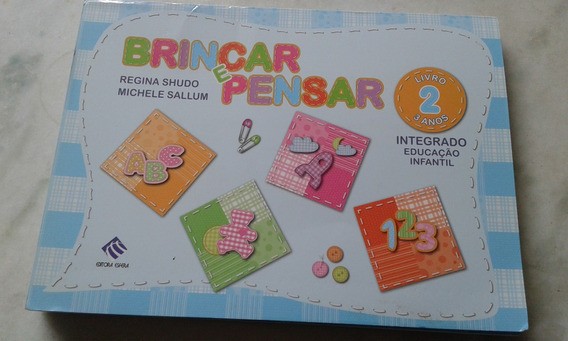 BRINCAR
E
PENSAR
REGINA SHUDO
MICHELE SALLUM
LIVRO
2
3 ANOS
INTEGRADO
EDUCAÇÃO
INFANTIL
ABC
123